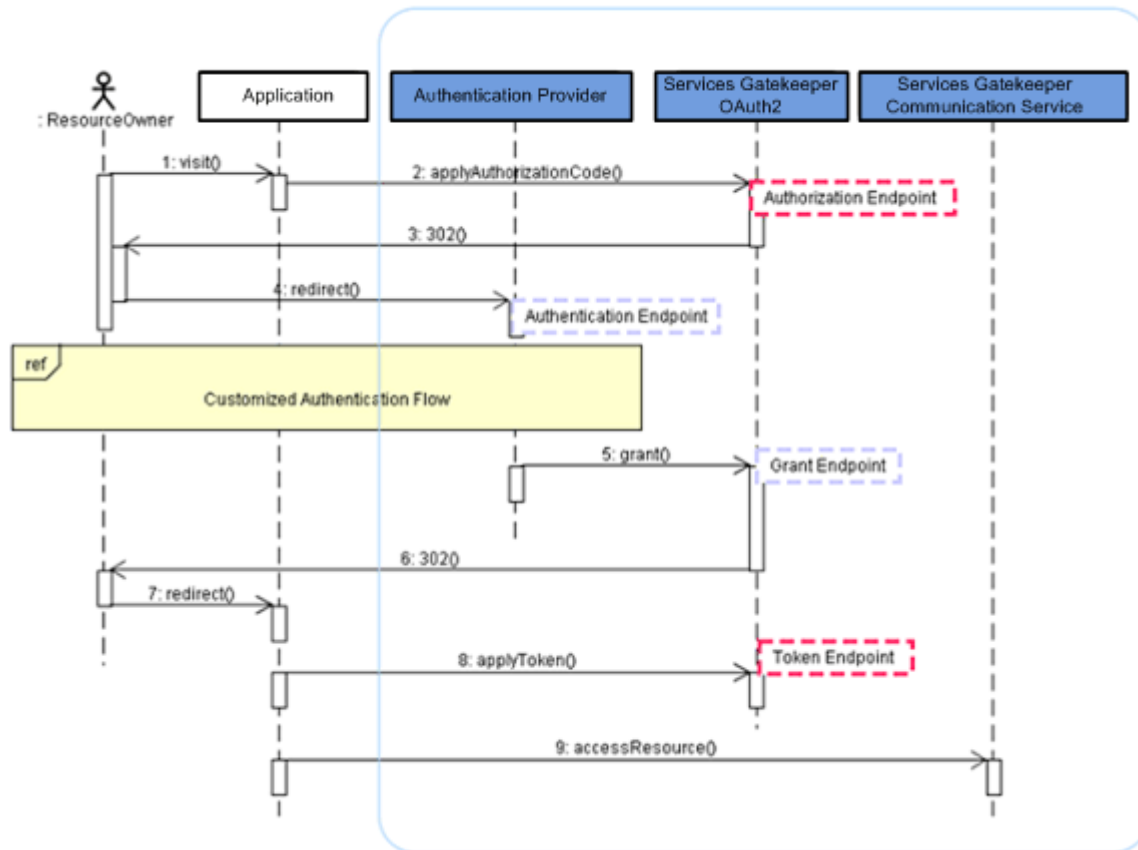 : ResourceOwner
Application
Authentication Provider
Services Gatekeeper
OAuth2
Services Gatekeeper
Communication Service
1: visit()
2: applyAuthorizationCode()
Authorization Endpoint
3: 302()
4: redirect()
Authentication Endpoint
ref
Customized Authentication Flow
5: grant()
Grant Endpoint
6: 302()
7: redirect()
8: applyToken()
Token Endpoint
9: accessResource()